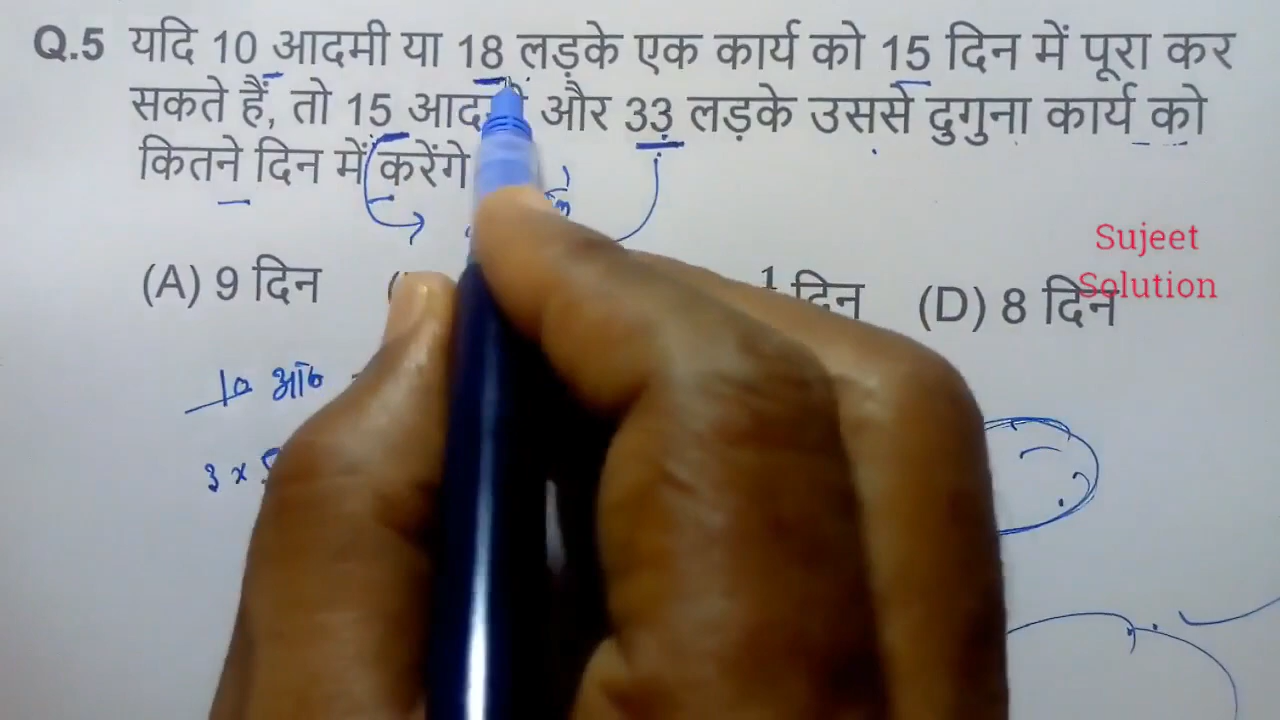 Q.5 यदि 10 आदमी या 18 लड़के एक कार्य को 15 दिन में पूरा कर
सकते हैं, तो 15 और 33 लड़के उससे दुगुना कार्य को
कितने दिन में करेंगे
(A) 9 दिन दिन (D) 8 दिन
Sujeet
Solution
10 आ०
3 x